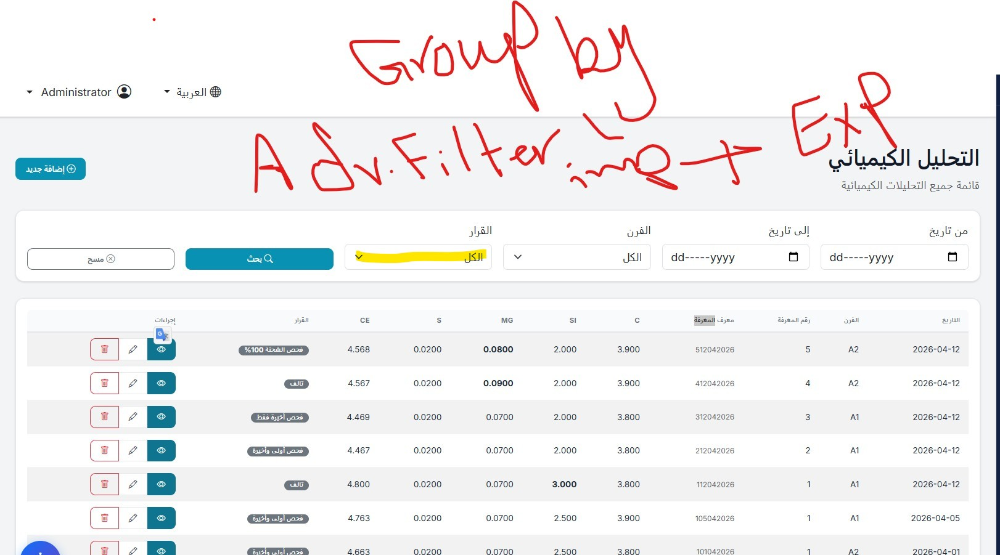 Group by
Adv. Filter ing + Exp
العربية
Administrator
التحليل الكيميائي
قائمة جميع التحليلات الكيميائية
إضافة جديد
من تاريخ
إلى تاريخ
الفرن
القرار
dd-----yyyy
dd-----yyyy
الكل
الكل
بحث
مسح
التاريخ الفرن رقم المغرفة معرف المغرفة C SI MG S CE القرار إجراءات
2026-04-12 A2 5 512042026 3.900 2.000 0.0800 0.0200 4.568 فحص الشحنة 100%
2026-04-12 A2 4 412042026 3.900 2.000 0.0900 0.0200 4.567 تالف
2026-04-12 A1 3 312042026 3.800 2.000 0.0700 0.0200 4.469 فحص أخيرة فقط
2026-04-12 A1 2 212042026 3.800 2.000 0.0700 0.0200 4.467 فحص أولى وأخيرة
2026-04-12 A1 1 112042026 3.800 3.000 0.0700 0.0200 4.800 تالف
2026-04-05 A1 1 105042026 3.900 2.500 0.0700 0.0200 4.763 فحص أولى وأخيرة
2026-04-01 A2 1 101042026 3.800 2.500 0.0700 0.0200 4.663 فحص أولى وأخيرة